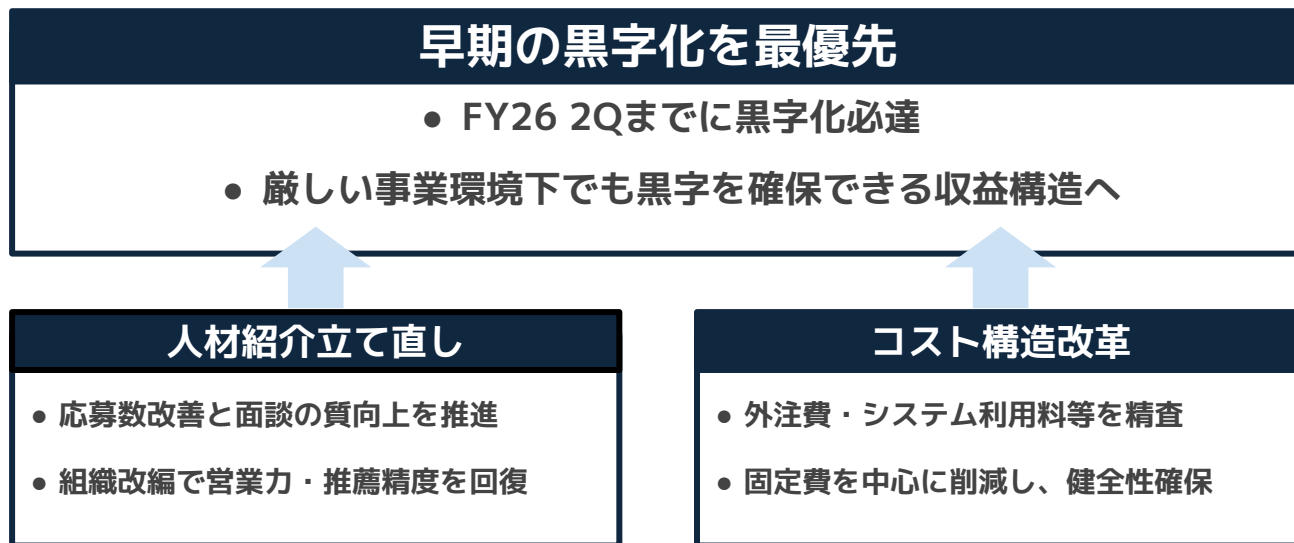 早期の黒字化を最優先
● FY26 2Qまでに黒字化必達
● 厳しい事業環境下でも黒字を確保できる収益構造へ
人材紹介立て直し
● 応募数改善と面談の質向上を推進
● 組織改編で営業力・推薦精度を回復
コスト構造改革
● 外注費・システム利用料等を精査
● 固定費を中心に削減し、健全性確保